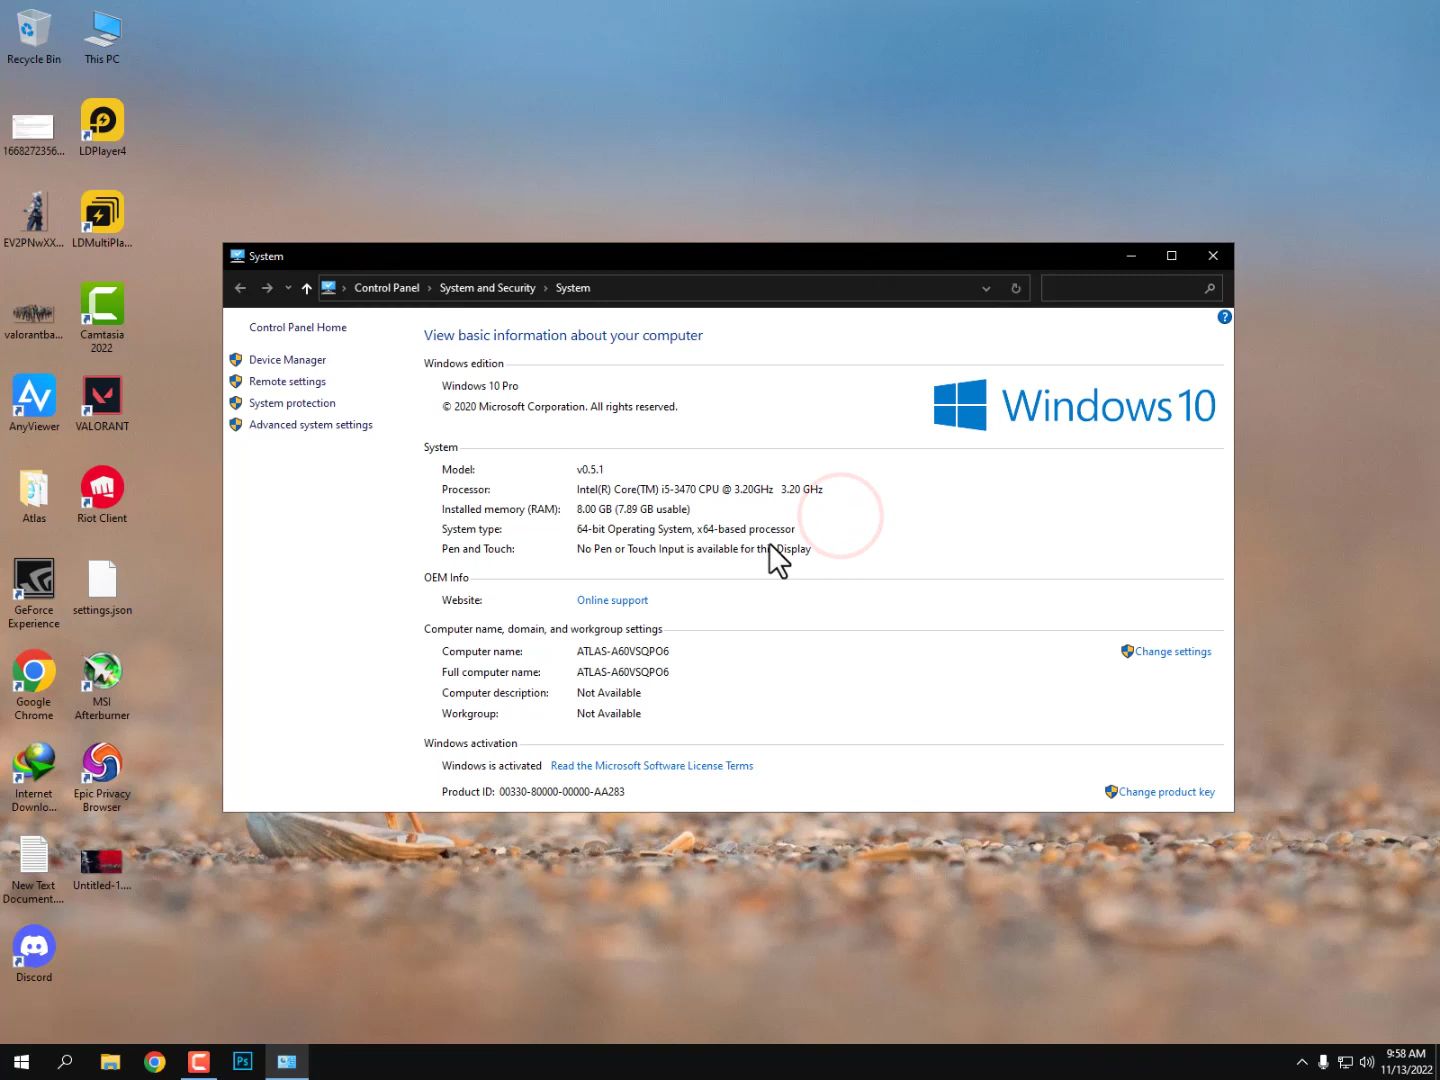 Recycle Bin
This PC
1668272356...
LDPlayer4
EV2PNwXX...
LDMultiPla...
valorantba...
Camtasia
2022
AnyViewer
VALORANT
Atlas
Riot Client
GeForce
Experience
settings.json
Google
Chrome
MSI
Afterburner
Internet
Downlo...
Epic Privacy
Browser
New Text
Document....
Untitled-1....
Discord
System
Control Panel › System and Security › System
Control Panel Home
Device Manager
Remote settings
System protection
Advanced system settings
View basic information about your computer
Windows edition
Windows 10 Pro
© 2020 Microsoft Corporation. All rights reserved.
Windows 10
System
Model: v0.5.1
Processor: Intel(R) Core(TM) i5-3470 CPU @ 3.20GHz 3.20 GHz
Installed memory (RAM): 8.00 GB (7.89 GB usable)
System type: 64-bit Operating System, x64-based processor
Pen and Touch: No Pen or Touch Input is available for this Display
OEM Info
Website: Online support
Computer name, domain, and workgroup settings
Computer name: ATLAS-A60VSQPO6 Change settings
Full computer name: ATLAS-A60VSQPO6
Computer description: Not Available
Workgroup: Not Available
Windows activation
Windows is activated Read the Microsoft Software License Terms
Product ID: 00330-80000-00000-AA283 Change product key
Ps
9:58 AM
11/13/2022